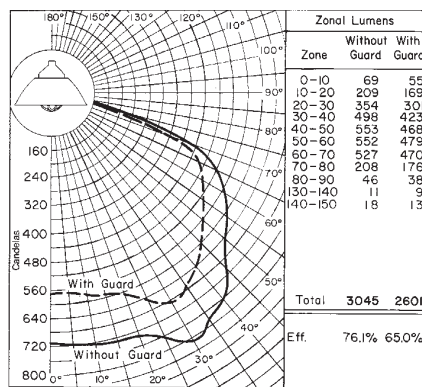 180° 160° 150° 130° 120° 110°
100°
90°
80°
70°
60°
50°
40°
30°
0° 10° 20°
160
240
320
400
480
560
640
720
800
Candelas
With Guard
Without Guard
Zonal Lumens
Zone Without Guard With Guard
0-10 69 55
10-20 209 169
20-30 354 301
30-40 498 423
40-50 553 468
50-60 552 479
60-70 527 470
70-80 208 176
80-90 46 38
130-140 11 9
140-150 18 13
Total 3045 2601
Eff. 76.1% 65.0%